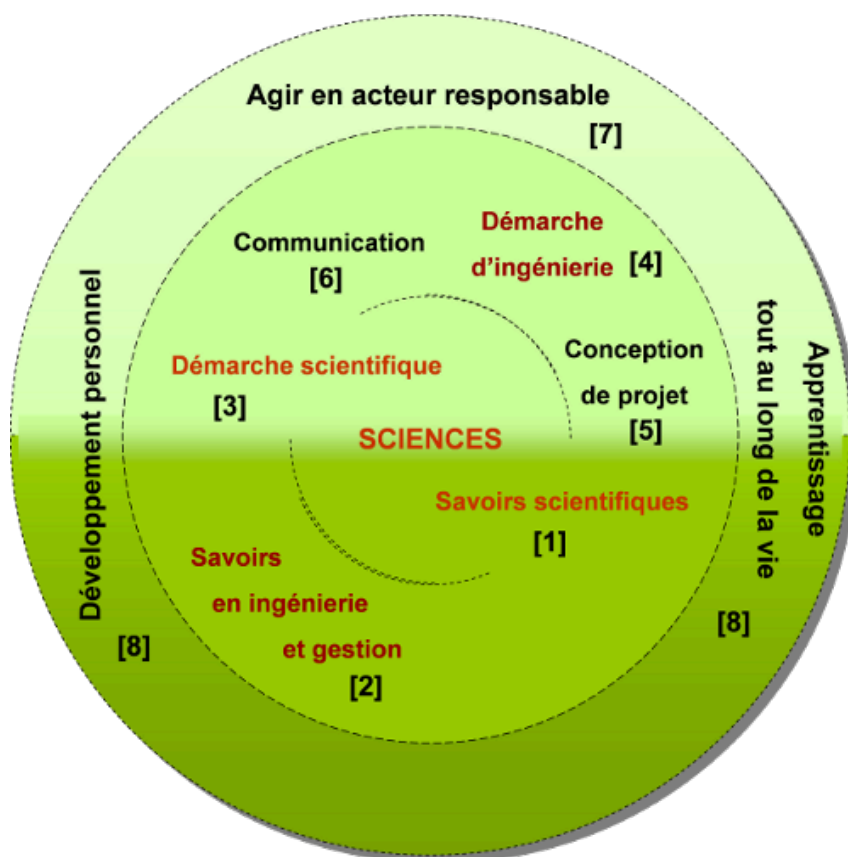 Agir en acteur responsable
[7]
Communication
[6]
Démarche
d’ingénierie [4]
Développement personnel
[8]
Démarche scientifique
[3]
Conception
de projet
[5]
Apprentissage
tout au long de la vie
[8]
SCIENCES
Savoirs scientifiques
[1]
Savoirs
en ingénierie
et gestion
[2]